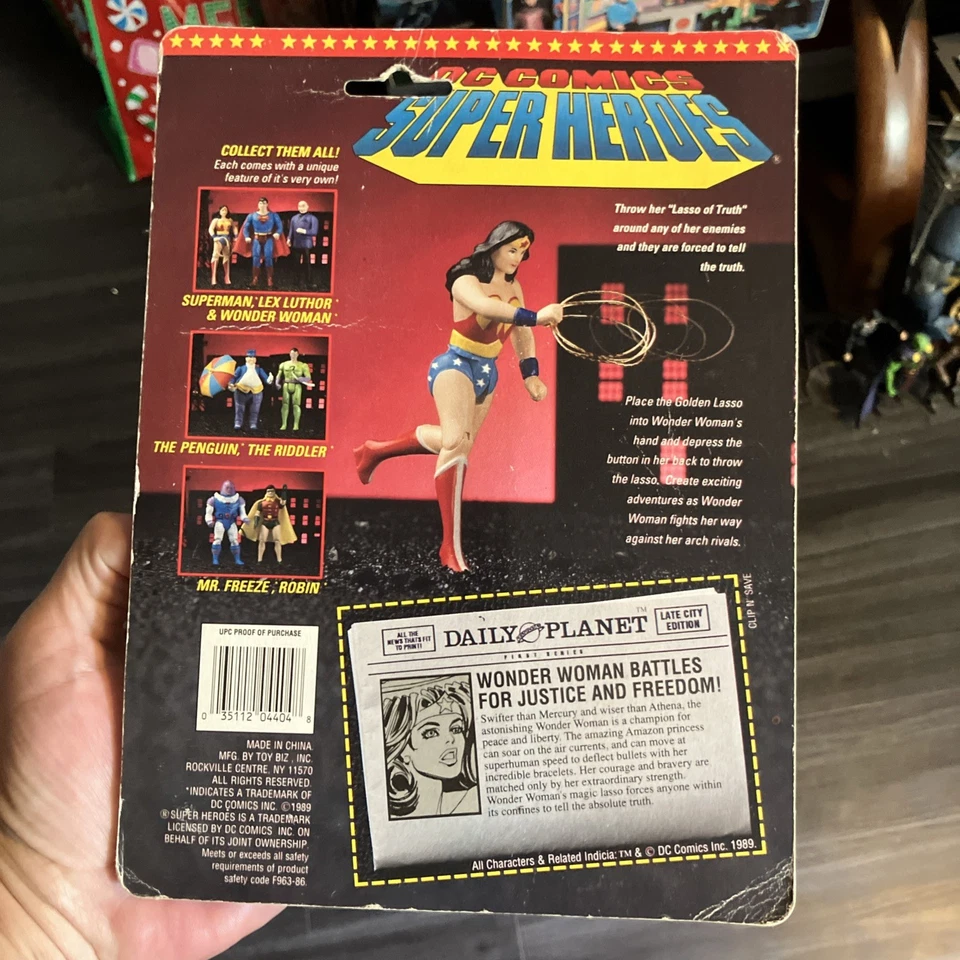 DC COMICS
SUPER HEROES®
COLLECT THEM ALL!
Each comes with a unique
feature of it's very own!
SUPERMAN,* LEX LUTHOR*
& WONDER WOMAN*
THE PENGUIN,* THE RIDDLER*
MR. FREEZE*, ROBIN*
Throw her "Lasso of Truth"
around any of her enemies
and they are forced to tell
the truth.
Place the Golden Lasso
into Wonder Woman's
hand and depress the
button in her back to throw
the lasso. Create exciting
adventures as Wonder
Woman fights her way
against her arch rivals.
UPC PROOF OF PURCHASE
0 35112 04404 8
MADE IN CHINA
MFG. BY TOY BIZ, INC.
ROCKVILLE CENTRE, NY 11570
ALL RIGHTS RESERVED.
*INDICATES A TRADEMARK OF
DC COMICS INC. ©1989
® SUPER HEROES IS A TRADEMARK
LICENSED BY DC COMICS INC. ON
BEHALF OF ITS JOINT OWNERSHIP.
Meets or exceeds all safety
requirements of product
safety code F963-86.
CLIP N' SAVE
ALL THE
NEWS THATS FIT
TO PRINT!
DAILY PLANET™
LATE CITY
EDITION
FIRST SERIES
WONDER WOMAN BATTLES
FOR JUSTICE AND FREEDOM!
Swifter than Mercury and wiser than Athena, the
astonishing Wonder Woman is a champion for
peace and liberty. The amazing Amazon princess
can soar on the air currents, and can move at
superhuman speed to deflect bullets with her
incredible bracelets. Her courage and bravery are
matched only by her extraordinary strength.
Wonder Woman's magic lasso forces anyone within
its confines to tell the absolute truth.
All Characters & Related Indicia: ™ & © DC Comics Inc. 1989.